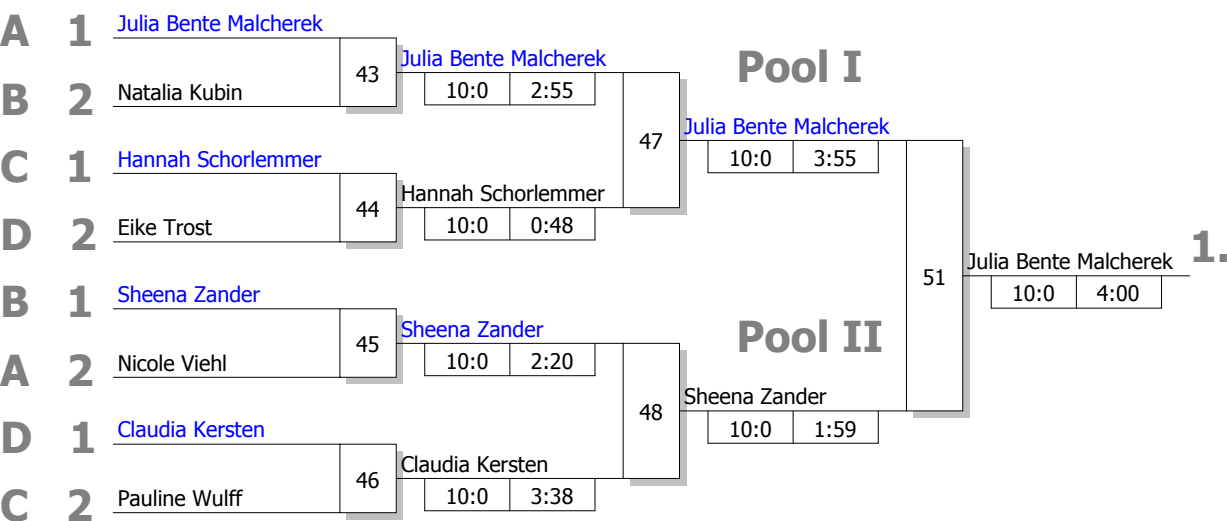 A 1 Julia Bente Malcherek
43
Julia Bente Malcherek
10:0 2:55
B 2 Natalia Kubin
Pool I
47
Julia Bente Malcherek
10:0 3:55
C 1 Hannah Schorlemmer
44
Hannah Schorlemmer
10:0 0:48
D 2 Eike Trost
51
Julia Bente Malcherek 1.
10:0 4:00
B 1 Sheena Zander
45
Sheena Zander
10:0 2:20
A 2 Nicole Viehl
Pool II
48
Sheena Zander
10:0 1:59
D 1 Claudia Kersten
46
Claudia Kersten
10:0 3:38
C 2 Pauline Wulff